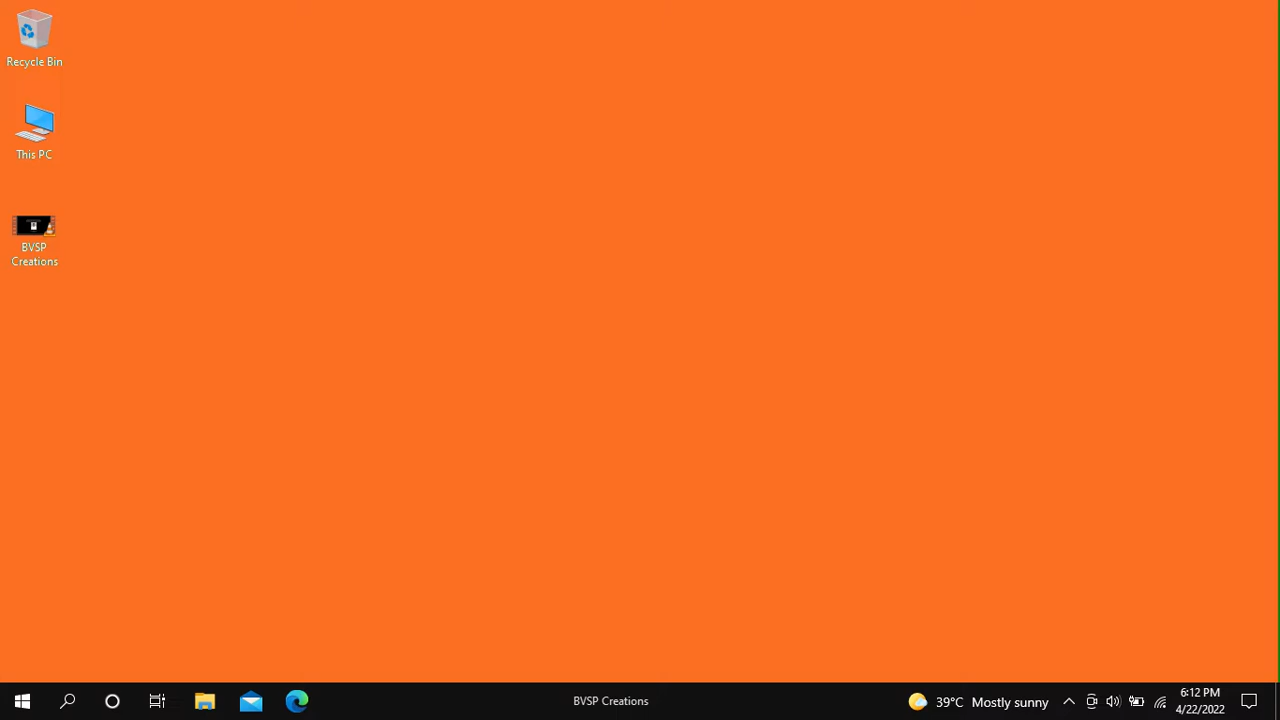 Recycle Bin
This PC
BVSP
Creations
BVSP Creations
39°C Mostly sunny
6:12 PM
4/22/2022